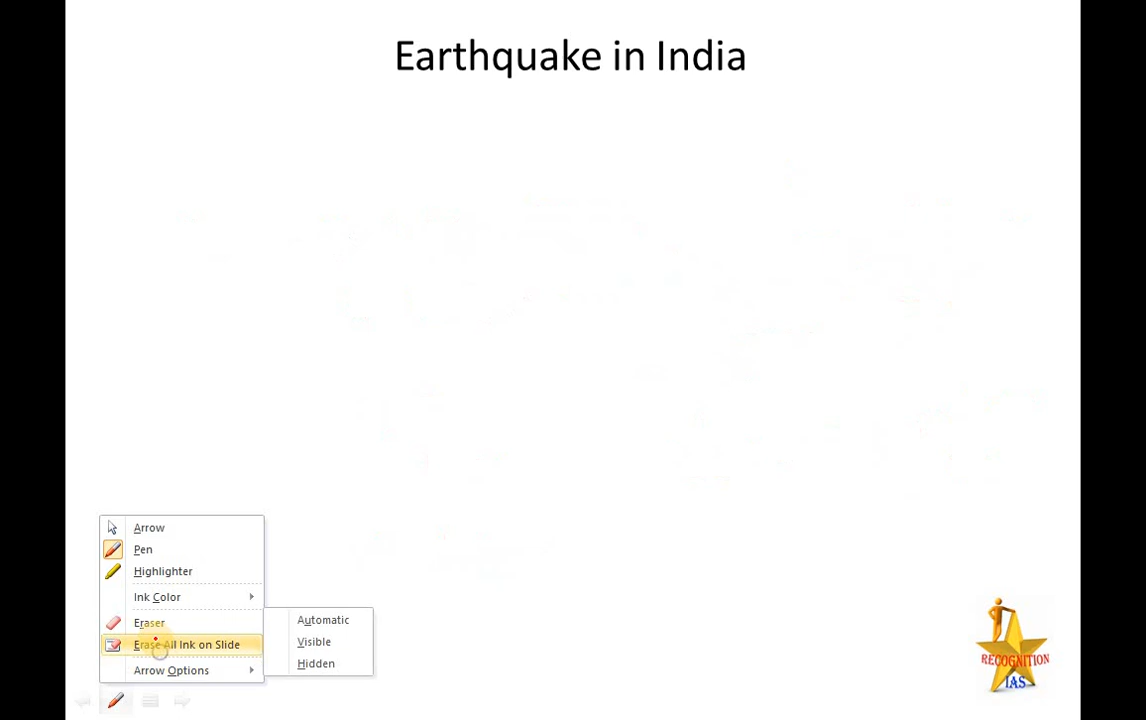 Earthquake in India
Arrow
Pen
Highlighter
Ink Color
Eraser
Erase All Ink on Slide
Arrow Options
Automatic
Visible
Hidden
RECOGNITION
IAS